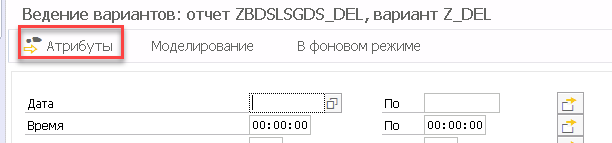 Ведение вариантов: отчет ZBDSLSGDS_DEL, вариант Z_DEL
Атрибуты Моделирование В фоновом режиме
Дата По
Время 00:00:00 По 00:00:00